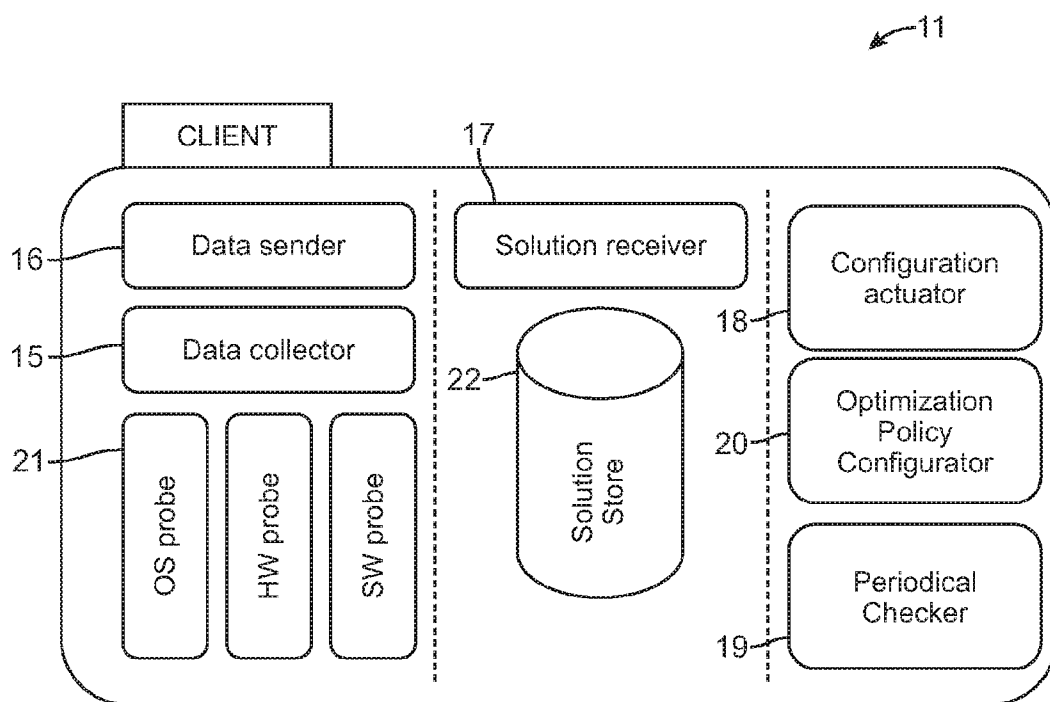 11
CLIENT
17
16
Data sender
Solution receiver
Configuration
actuator
18
15
Data collector
22
Solution
Store
20
Optimization
Policy
Configurator
21
OS probe
HW probe
SW probe
Periodical
Checker
19